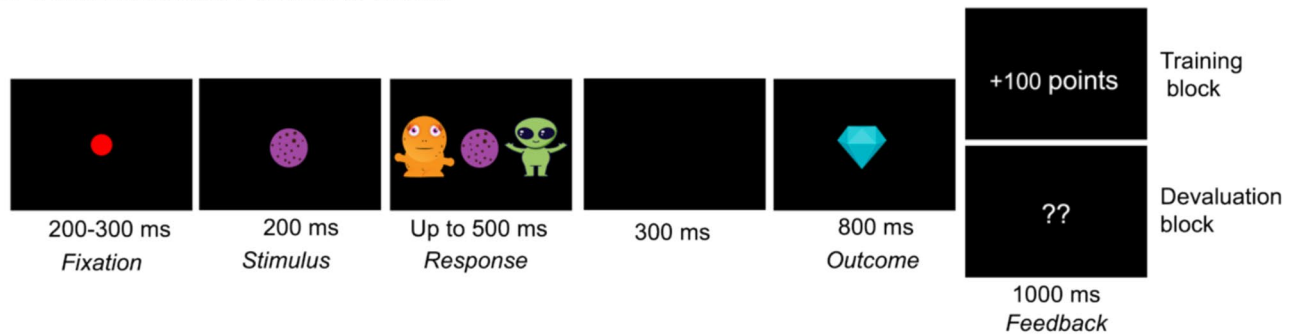 +100 points
Training
block
??
Devaluation
block
200-300 ms
Fixation
200 ms
Stimulus
Up to 500 ms
Response
300 ms
800 ms
Outcome
1000 ms
Feedback